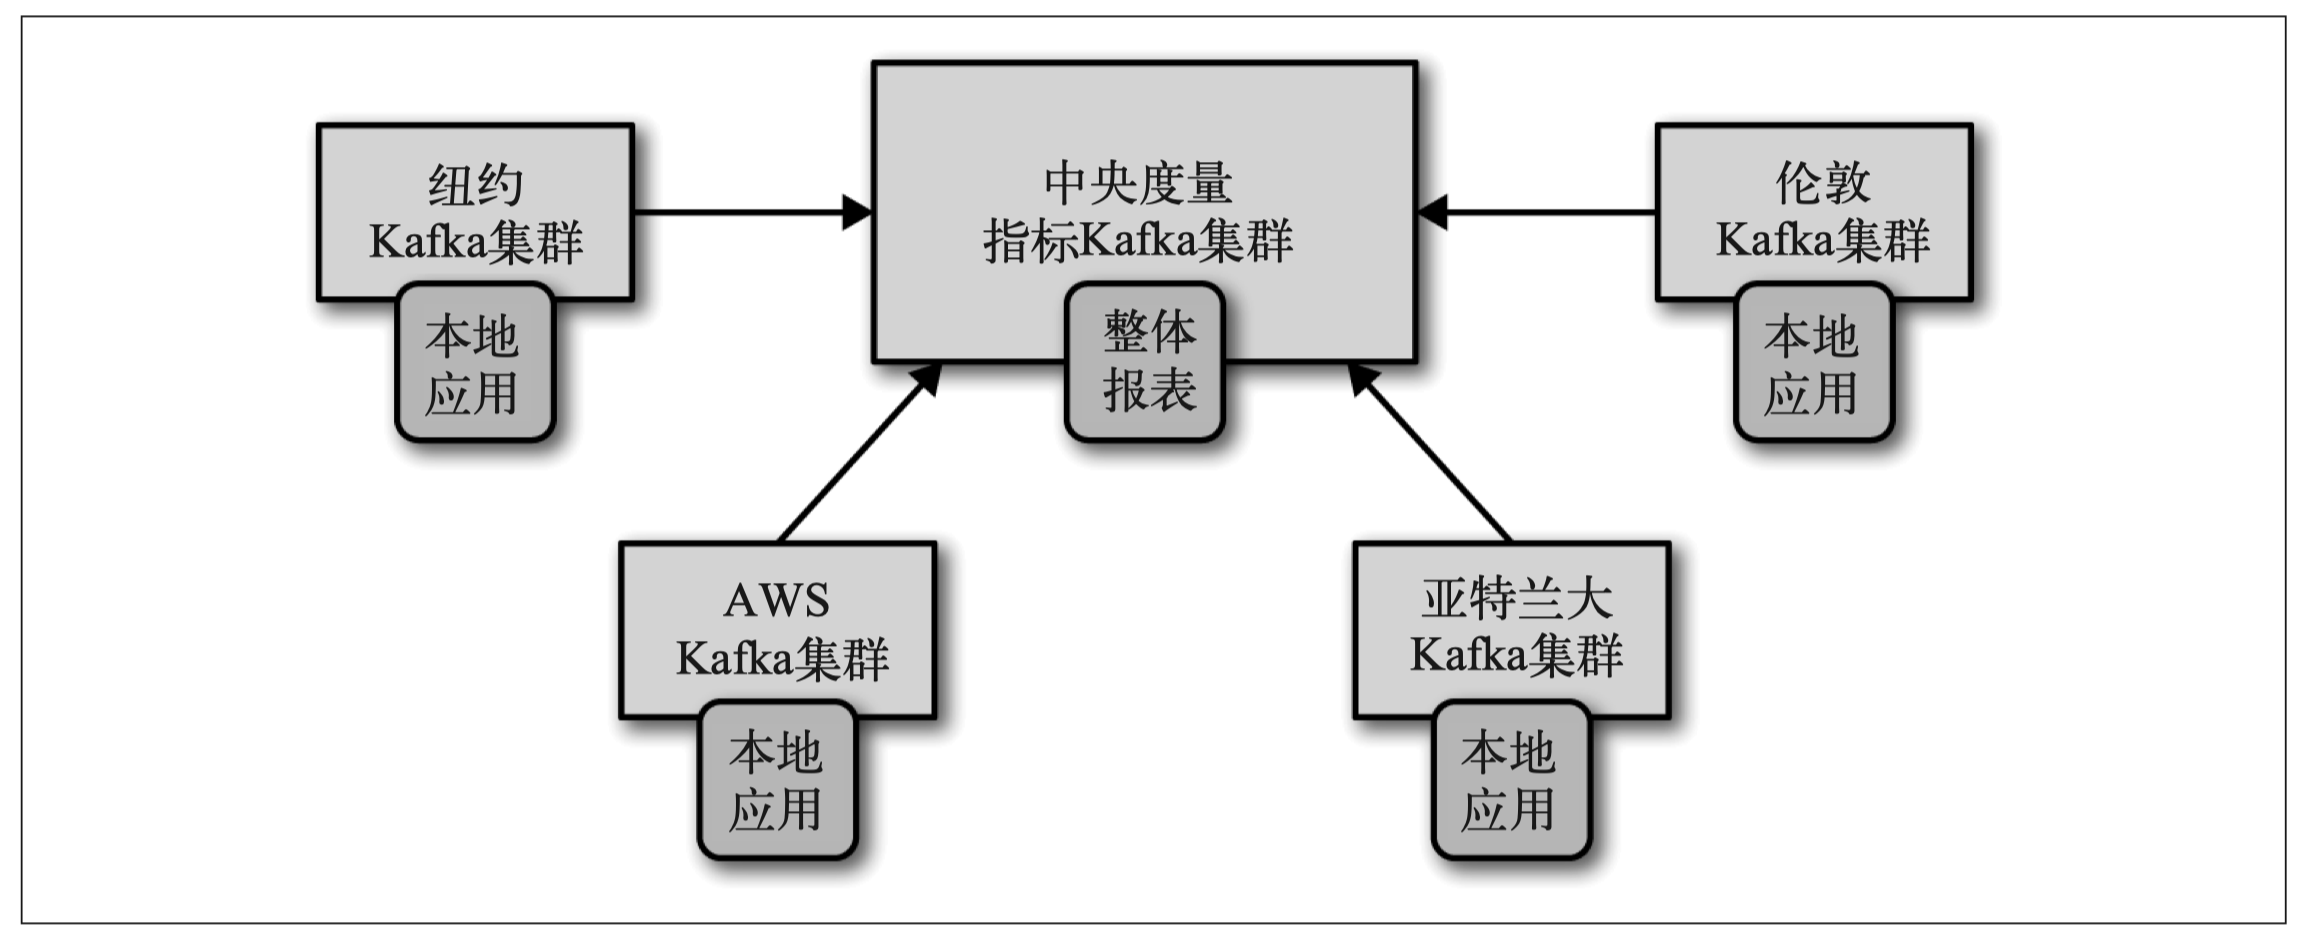 纽约
Kafka集群
本地
应用
中央度量
指标Kafka集群
整体
报表
伦敦
Kafka集群
本地
应用
AWS
Kafka集群
本地
应用
亚特兰大
Kafka集群
本地
应用